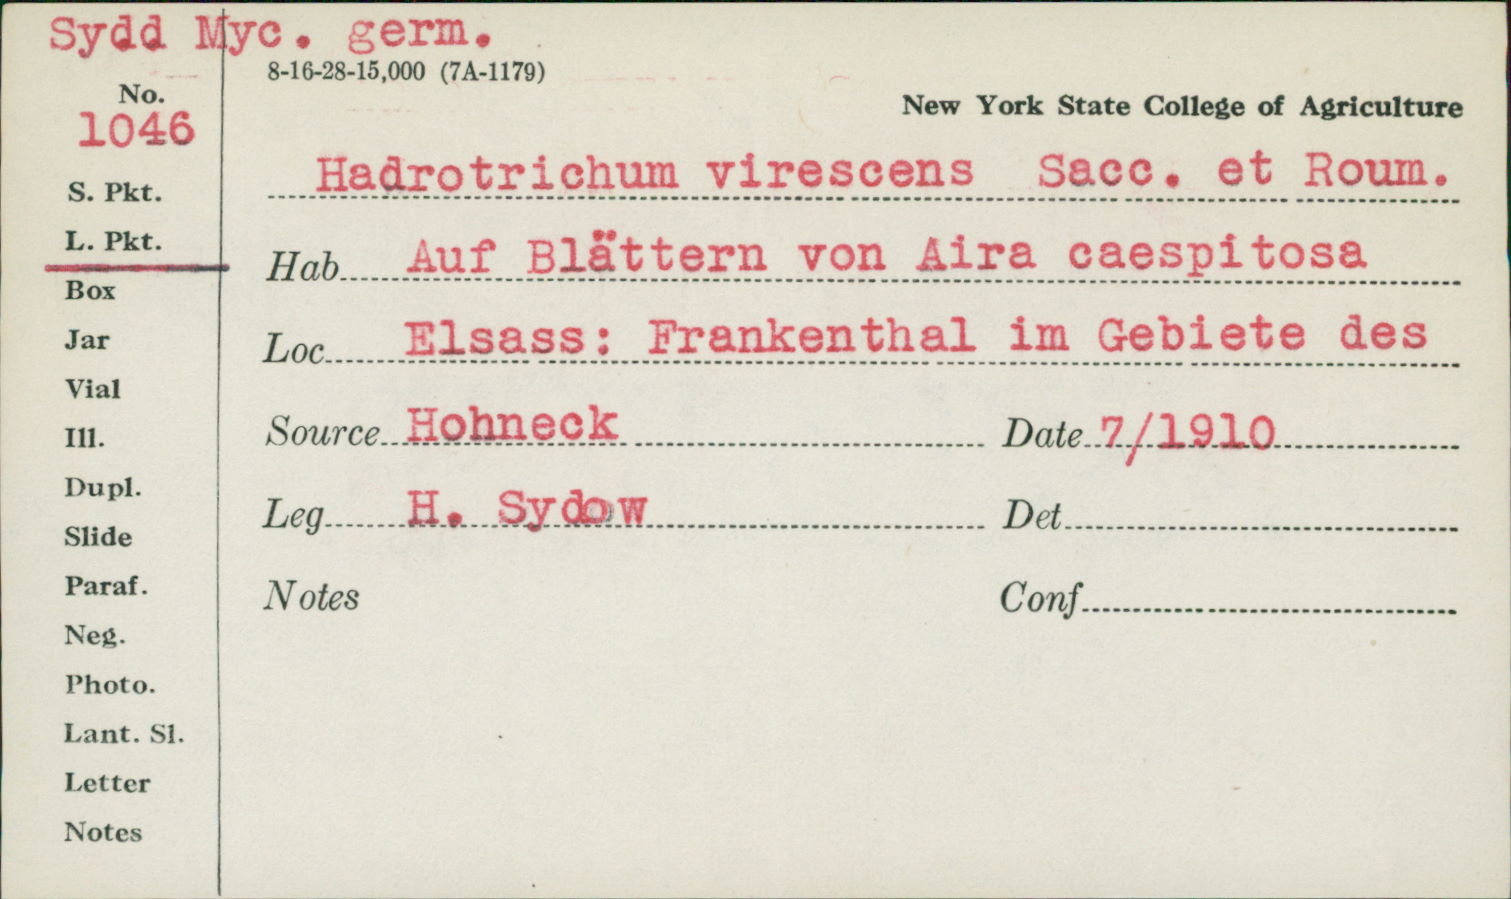 Sydd Myc. germ.
8-16-28-15,000 (7A-1179)
No.
1046
New York State College of Agriculture
Hadrotrichum virescens Sacc. et Roum.
S. Pkt.
L. Pkt.
Hab. Auf Blättern von Aira caespitosa
Box
Jar
Loc. Elsass: Frankenthal im Gebiete des
Vial
Ill.
Source Hohneck Date 7/1910
Dupl.
Slide
Leg. H. Sydow Det.
Paraf.
Notes Conf.
Neg.
Photo.
Lant. Sl.
Letter
Notes